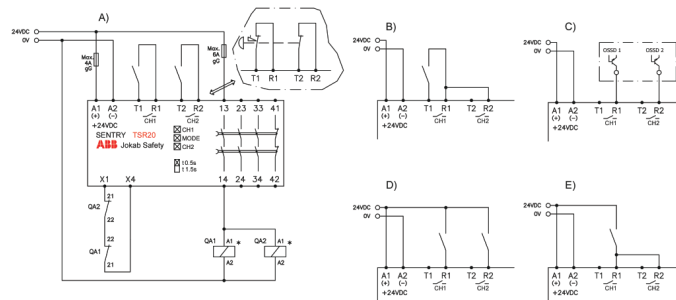 A)
24VDC
0V
Max.
4A
gG
Max.
6A
gG
T1 R1 T2 R2
A1 A2 T1 R1 T2 R2 13 23 33 41
(+) (−) CH1 CH2
+24VDC
SENTRY TSR20
ABB Jokab Safety
CH1
MODE
CH2
t0.5s
t1.5s
X1 X4 14 24 34 42
21
QA2
22
22
QA1
21
QA1 A1 *
A2
QA2 A1 *
A2
B)
24VDC
0V
A1 A2 T1 R1 T2 R2
(+) (−) CH1 CH2
+24VDC
C)
24VDC
0V
OSSD 1 OSSD 2
A1 A2 T1 R1 T2 R2
(+) (−) CH1 CH2
+24VDC
D)
24VDC
0V
A1 A2 T1 R1 T2 R2
(+) (−) CH1 CH2
+24VDC
E)
24VDC
0V
A1 A2 T1 R1 T2 R2
(+) (−) CH1 CH2
+24VDC